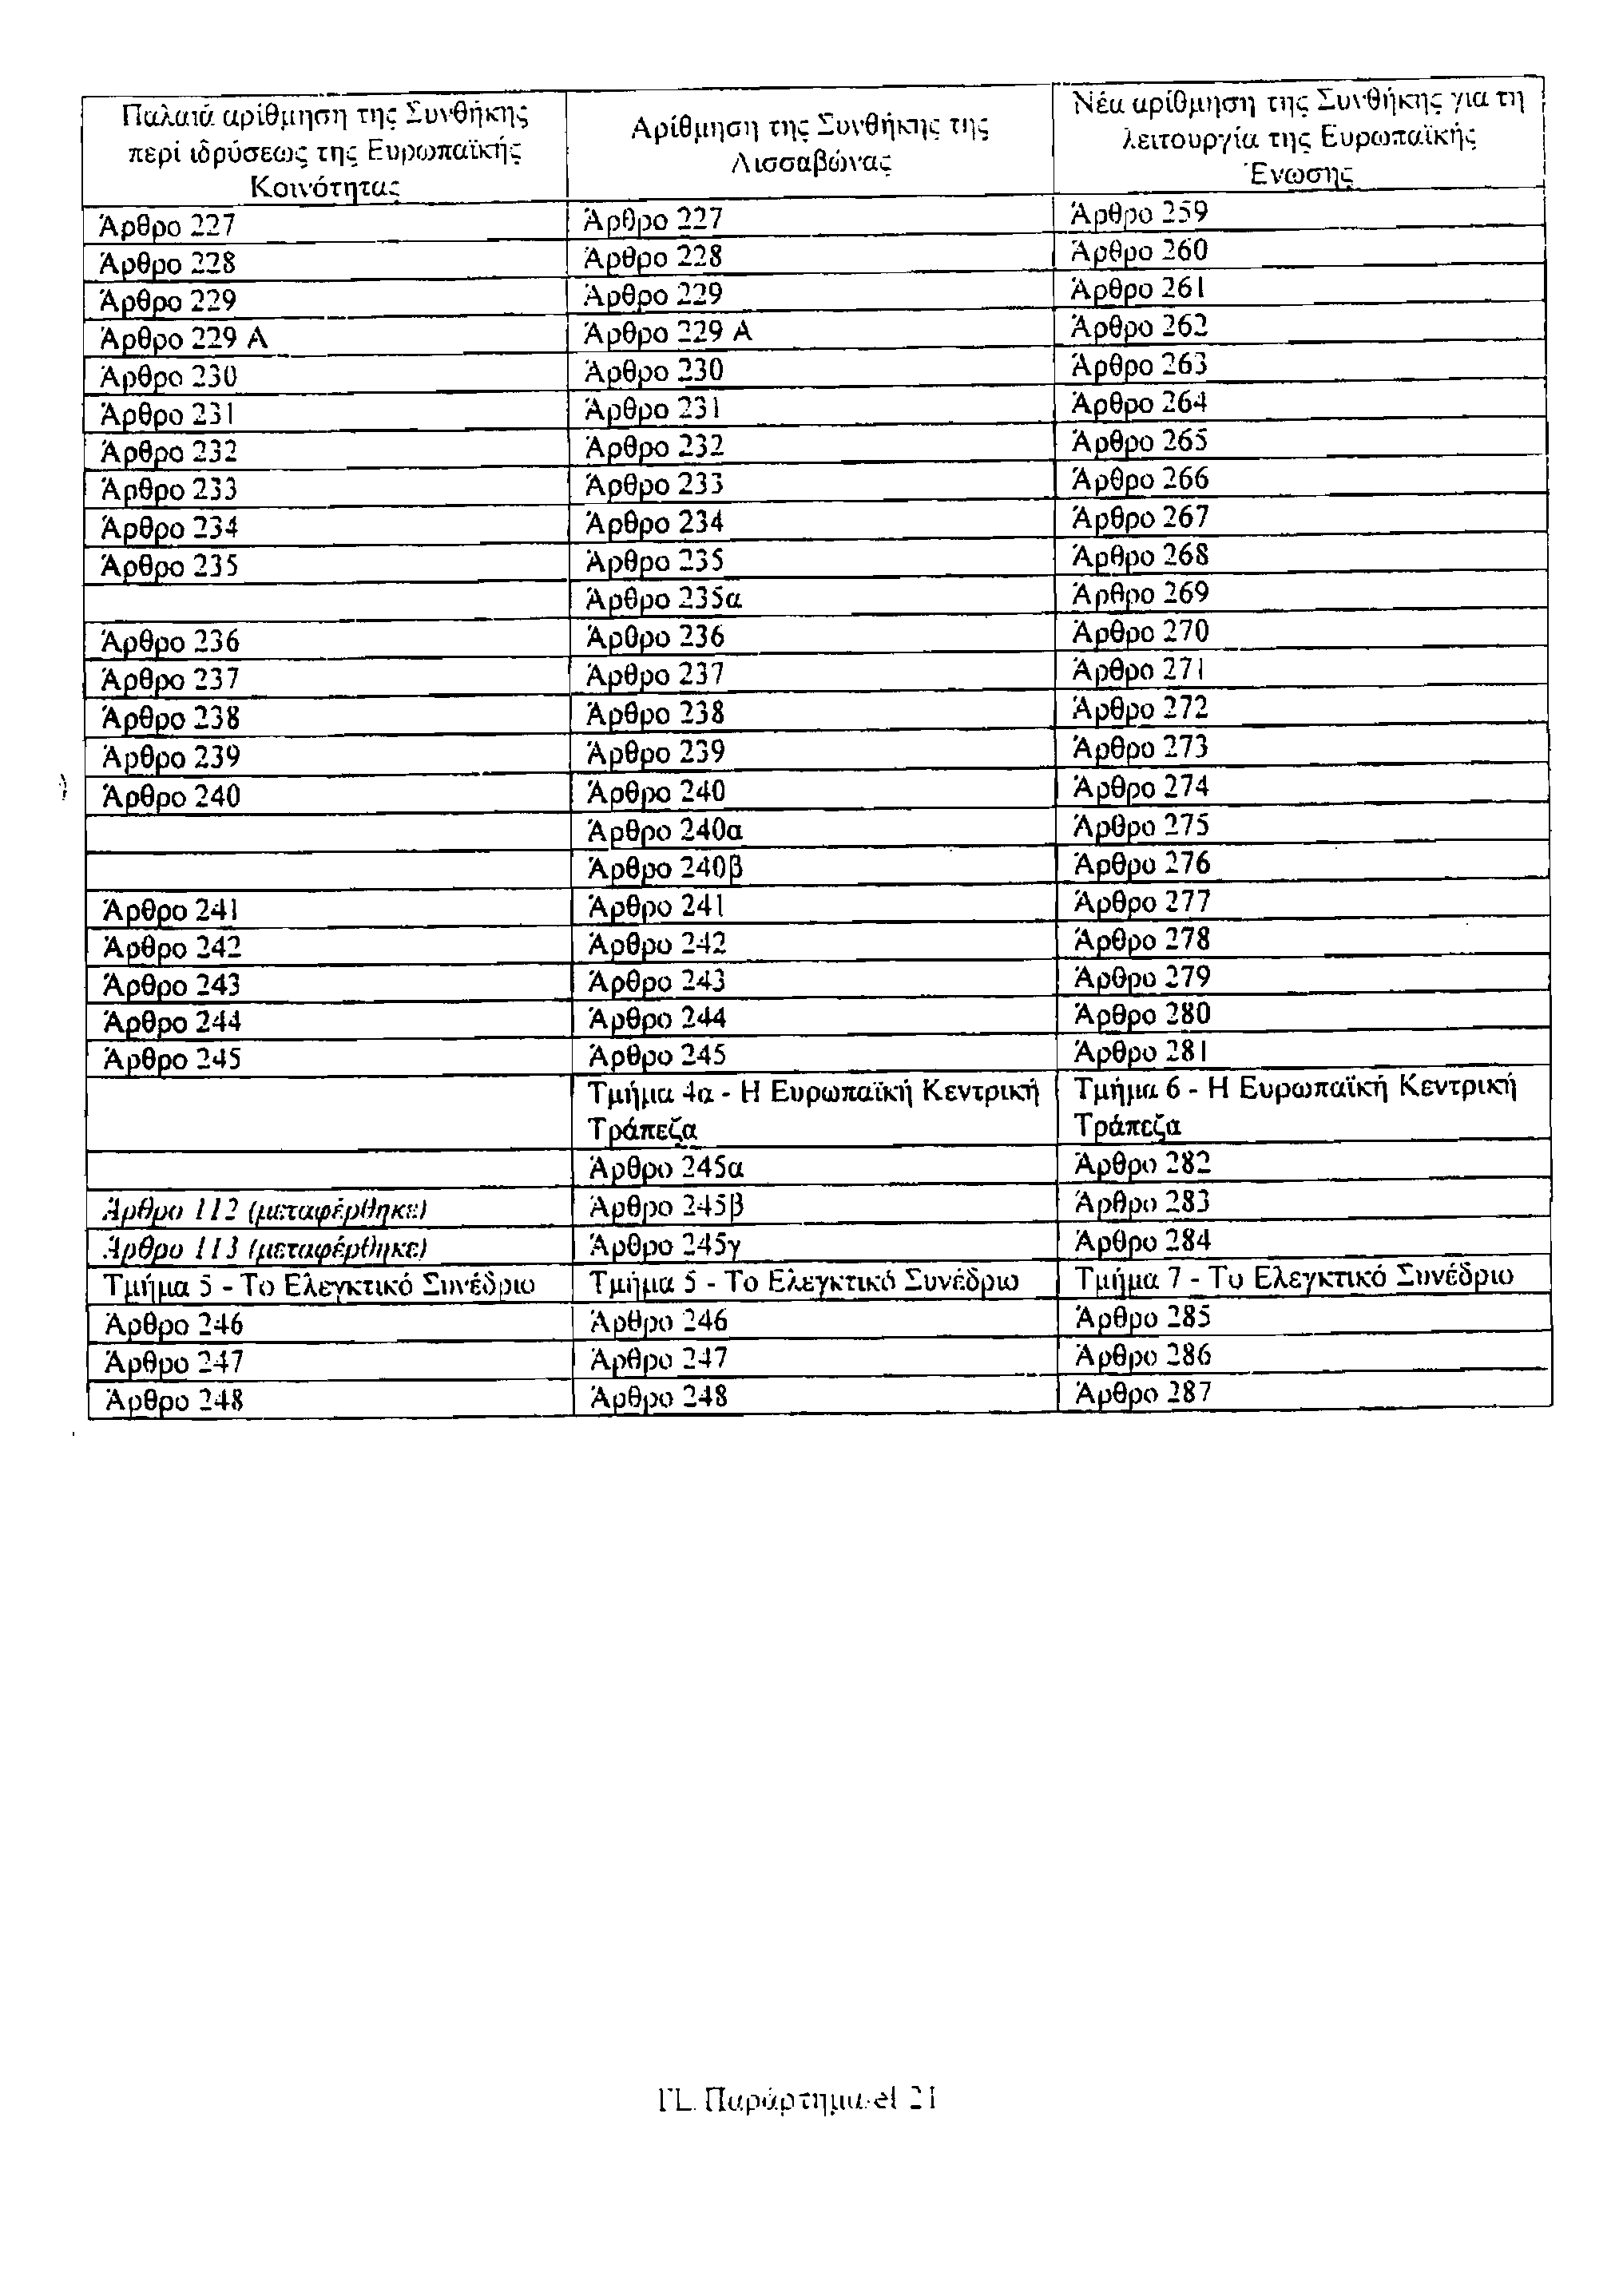 Παλαιά αρίθμηση της Συνθήκης
περί ιδρύσεως της Ευρωπαϊκής
Κοινότητας
Αρίθμηση της Συνθήκης της
Λισσαβώνας
Νέα αρίθμηση της Συνθήκης για τη
λειτουργία της Ευρωπαϊκής
Ένωσης
Άρθρο 227 Άρθρο 227 Άρθρο 259
Άρθρο 228 Άρθρο 228 Άρθρο 260
Άρθρο 229 Άρθρο 229 Άρθρο 261
Άρθρο 229 Α Άρθρο 229 Α Άρθρο 262
Άρθρο 230 Άρθρο 230 Άρθρο 263
Άρθρο 231 Άρθρο 231 Άρθρο 264
Άρθρο 232 Άρθρο 232 Άρθρο 265
Άρθρο 233 Άρθρο 233 Άρθρο 266
Άρθρο 234 Άρθρο 234 Άρθρο 267
Άρθρο 235 Άρθρο 235 Άρθρο 268
Άρθρο 235α Άρθρο 269
Άρθρο 236 Άρθρο 236 Άρθρο 270
Άρθρο 237 Άρθρο 237 Άρθρο 271
Άρθρο 238 Άρθρο 238 Άρθρο 272
Άρθρο 239 Άρθρο 239 Άρθρο 273
Άρθρο 240 Άρθρο 240 Άρθρο 274
Άρθρο 240α Άρθρο 275
Άρθρο 240β Άρθρο 276
Άρθρο 241 Άρθρο 241 Άρθρο 277
Άρθρο 242 Άρθρο 242 Άρθρο 278
Άρθρο 243 Άρθρο 243 Άρθρο 279
Άρθρο 244 Άρθρο 244 Άρθρο 280
Άρθρο 245 Άρθρο 245 Άρθρο 281
Τμήμα 4α - Η Ευρωπαϊκή Κεντρική
Τράπεζα
Τμήμα 6 - Η Ευρωπαϊκή Κεντρική
Τράπεζα
Άρθρο 245α Άρθρο 282
Άρθρο 112 (μεταφέρθηκε) Άρθρο 245β Άρθρο 283
Άρθρο 113 (μεταφέρθηκε) Άρθρο 245γ Άρθρο 284
Τμήμα 5 - Το Ελεγκτικό Συνέδριο Τμήμα 5 - Το Ελεγκτικό Συνέδριο Τμήμα 7 - Το Ελεγκτικό Συνέδριο
Άρθρο 246 Άρθρο 246 Άρθρο 285
Άρθρο 247 Άρθρο 247 Άρθρο 286
Άρθρο 248 Άρθρο 248 Άρθρο 287
Παράρτημα/el 21